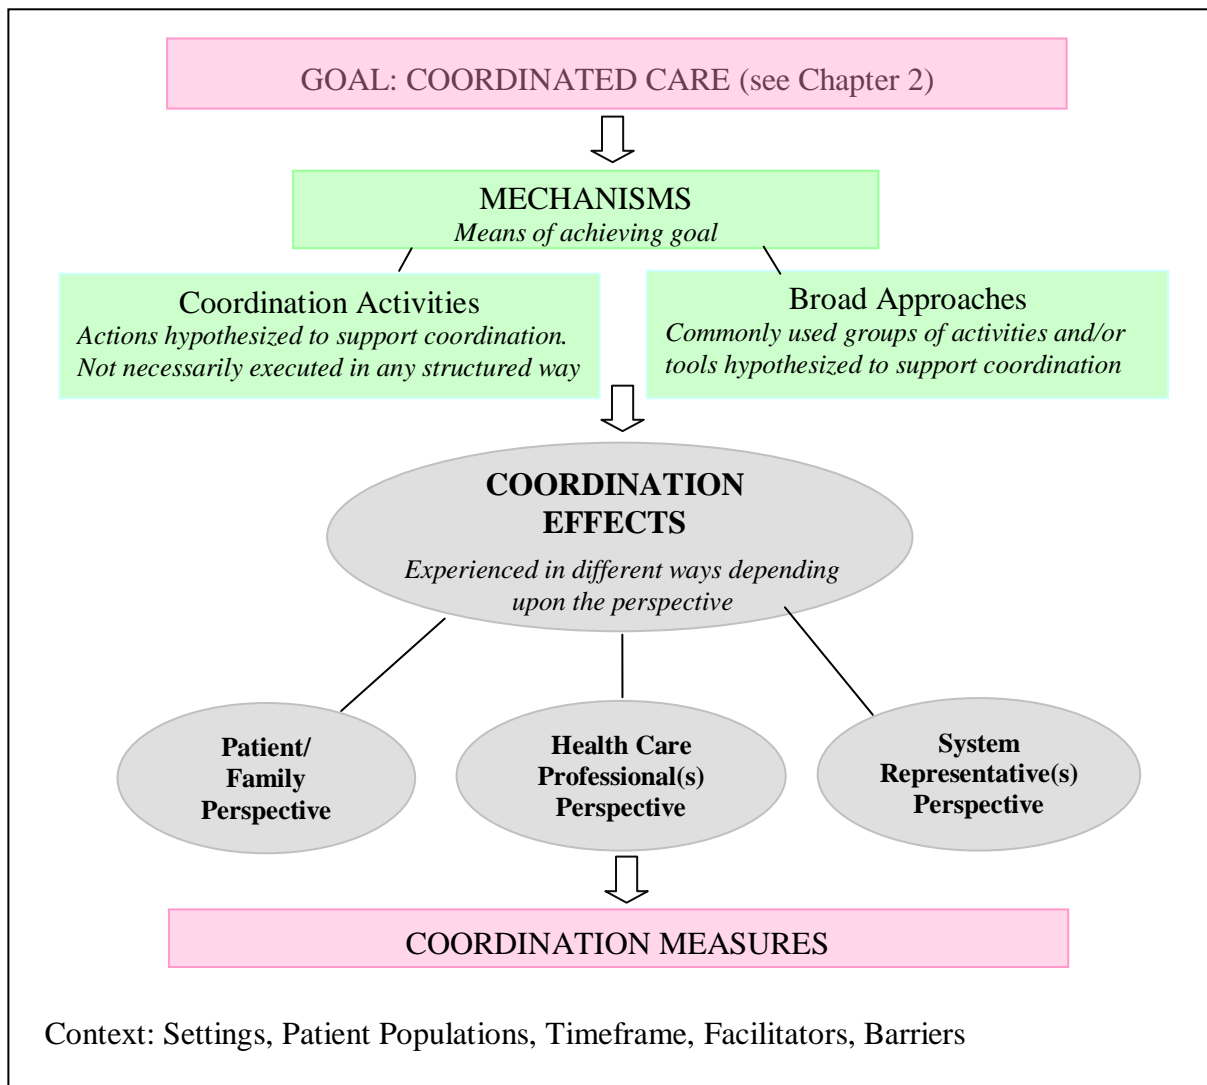 GOAL: COORDINATED CARE (see Chapter 2)
MECHANISMS
Means of achieving goal
Coordination Activities
Actions hypothesized to support coordination.
Not necessarily executed in any structured way
Broad Approaches
Commonly used groups of activities and/or
tools hypothesized to support coordination
COORDINATION
EFFECTS
Experienced in different ways depending
upon the perspective
Patient/
Family
Perspective
Health Care
Professional(s)
Perspective
System
Representative(s)
Perspective
COORDINATION MEASURES
Context: Settings, Patient Populations, Timeframe, Facilitators, Barriers